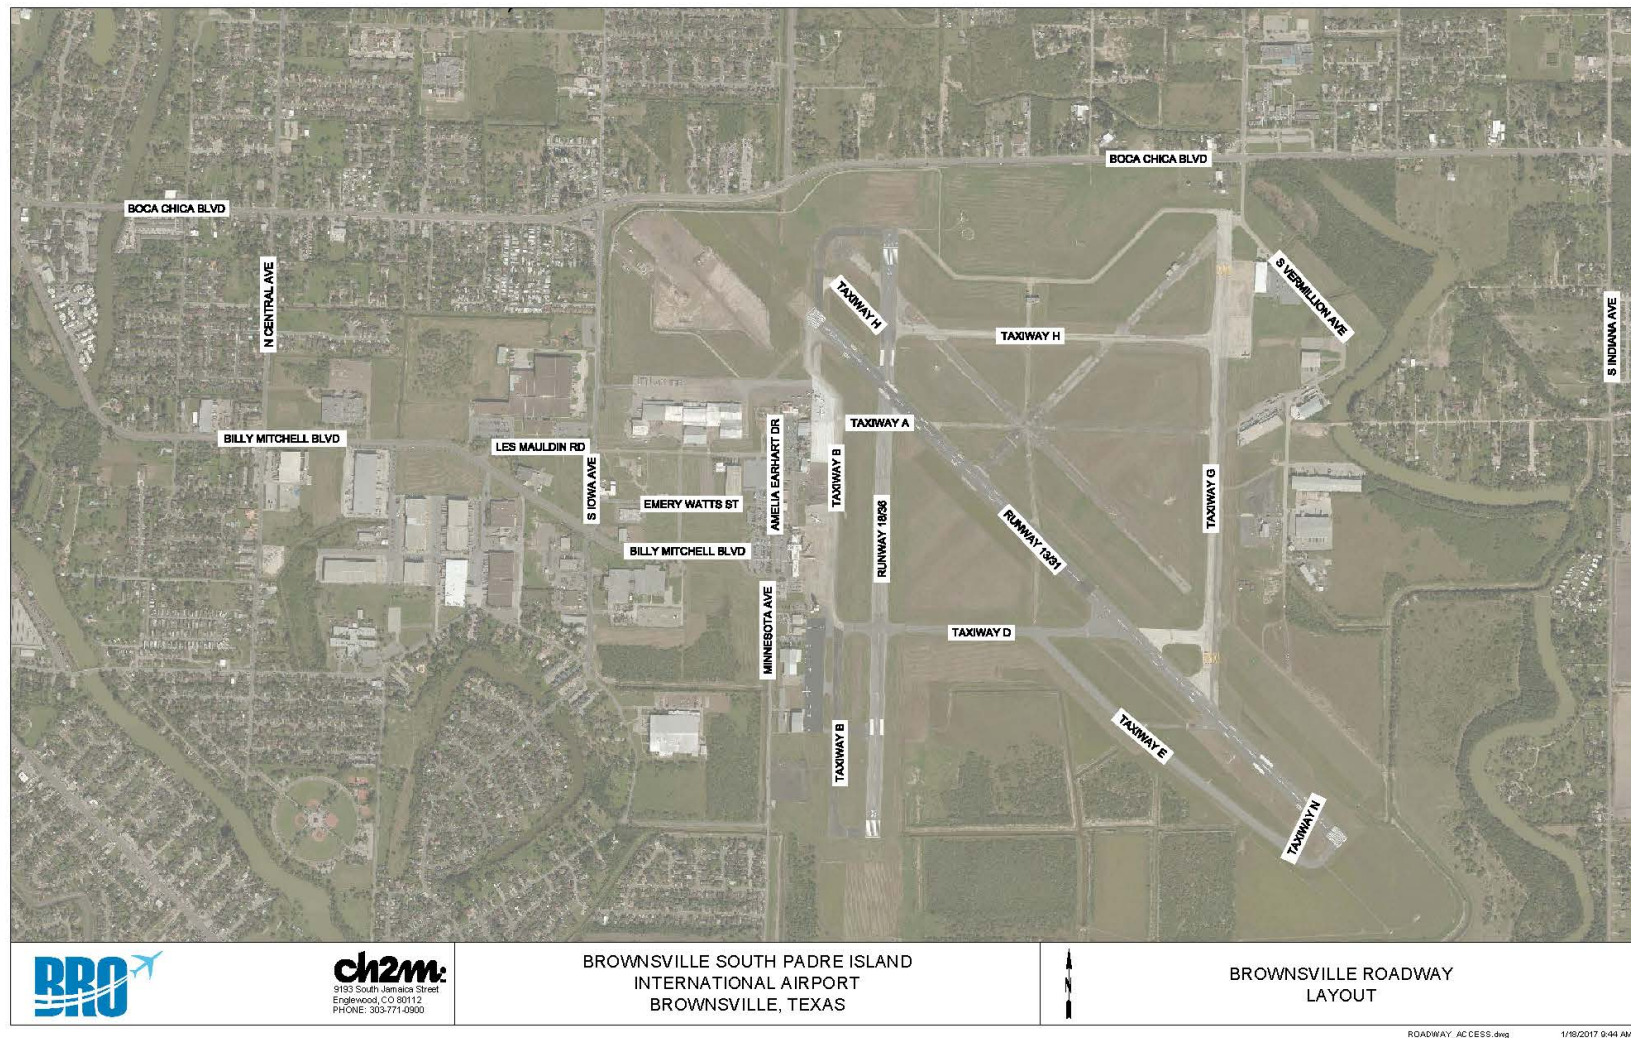 BOCA CHICA BLVD
BOCA CHICA BLVD
N CENTRAL AVE
S VERMILLION AVE
S INDIANA AVE
TAXIWAY H
TAXIWAY H
BILLY MITCHELL BLVD
LES MAULDIN RD
S IOWA AVE
EMERY WATTS ST
BILLY MITCHELL BLVD
AMELIA EARHART DR
MINNESOTA AVE
TAXIWAY A
TAXIWAY B
RUNWAY 18/36
RUNWAY 13/31
TAXIWAY G
TAXIWAY D
TAXIWAY E
TAXIWAY B
TAXIWAY N
BRO
ch2m:
9193 South Jamaica Street
Englewood, CO 80112
PHONE: 303-771-0900
BROWNSVILLE SOUTH PADRE ISLAND
INTERNATIONAL AIRPORT
BROWNSVILLE, TEXAS
N
BROWNSVILLE ROADWAY
LAYOUT
ROADWAY_ACCESS.dwg
1/18/2017 9:44 AM